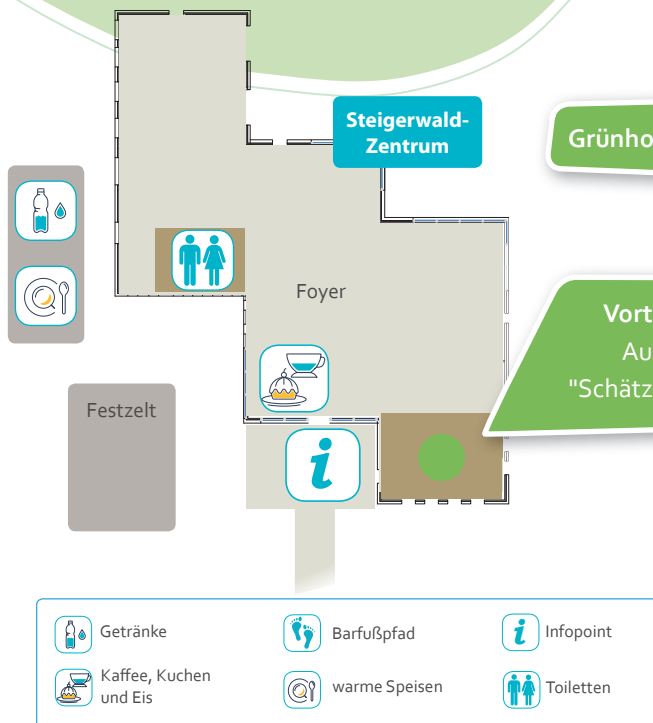 Steigerwald-
Zentrum
Grünho
Foyer
Vort
Au
"Schätz
Festzelt
Getränke
Barfußpfad
Infopoint
Kaffee, Kuchen
und Eis
warme Speisen
Toiletten